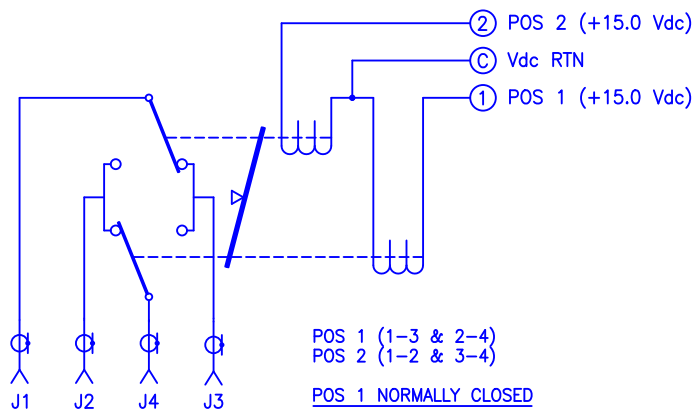 2 POS 2 (+15.0 Vdc)
C Vdc RTN
1 POS 1 (+15.0 Vdc)
POS 1 (1-3 & 2-4)
POS 2 (1-2 & 3-4)
POS 1 NORMALLY CLOSED
J1 J2 J4 J3